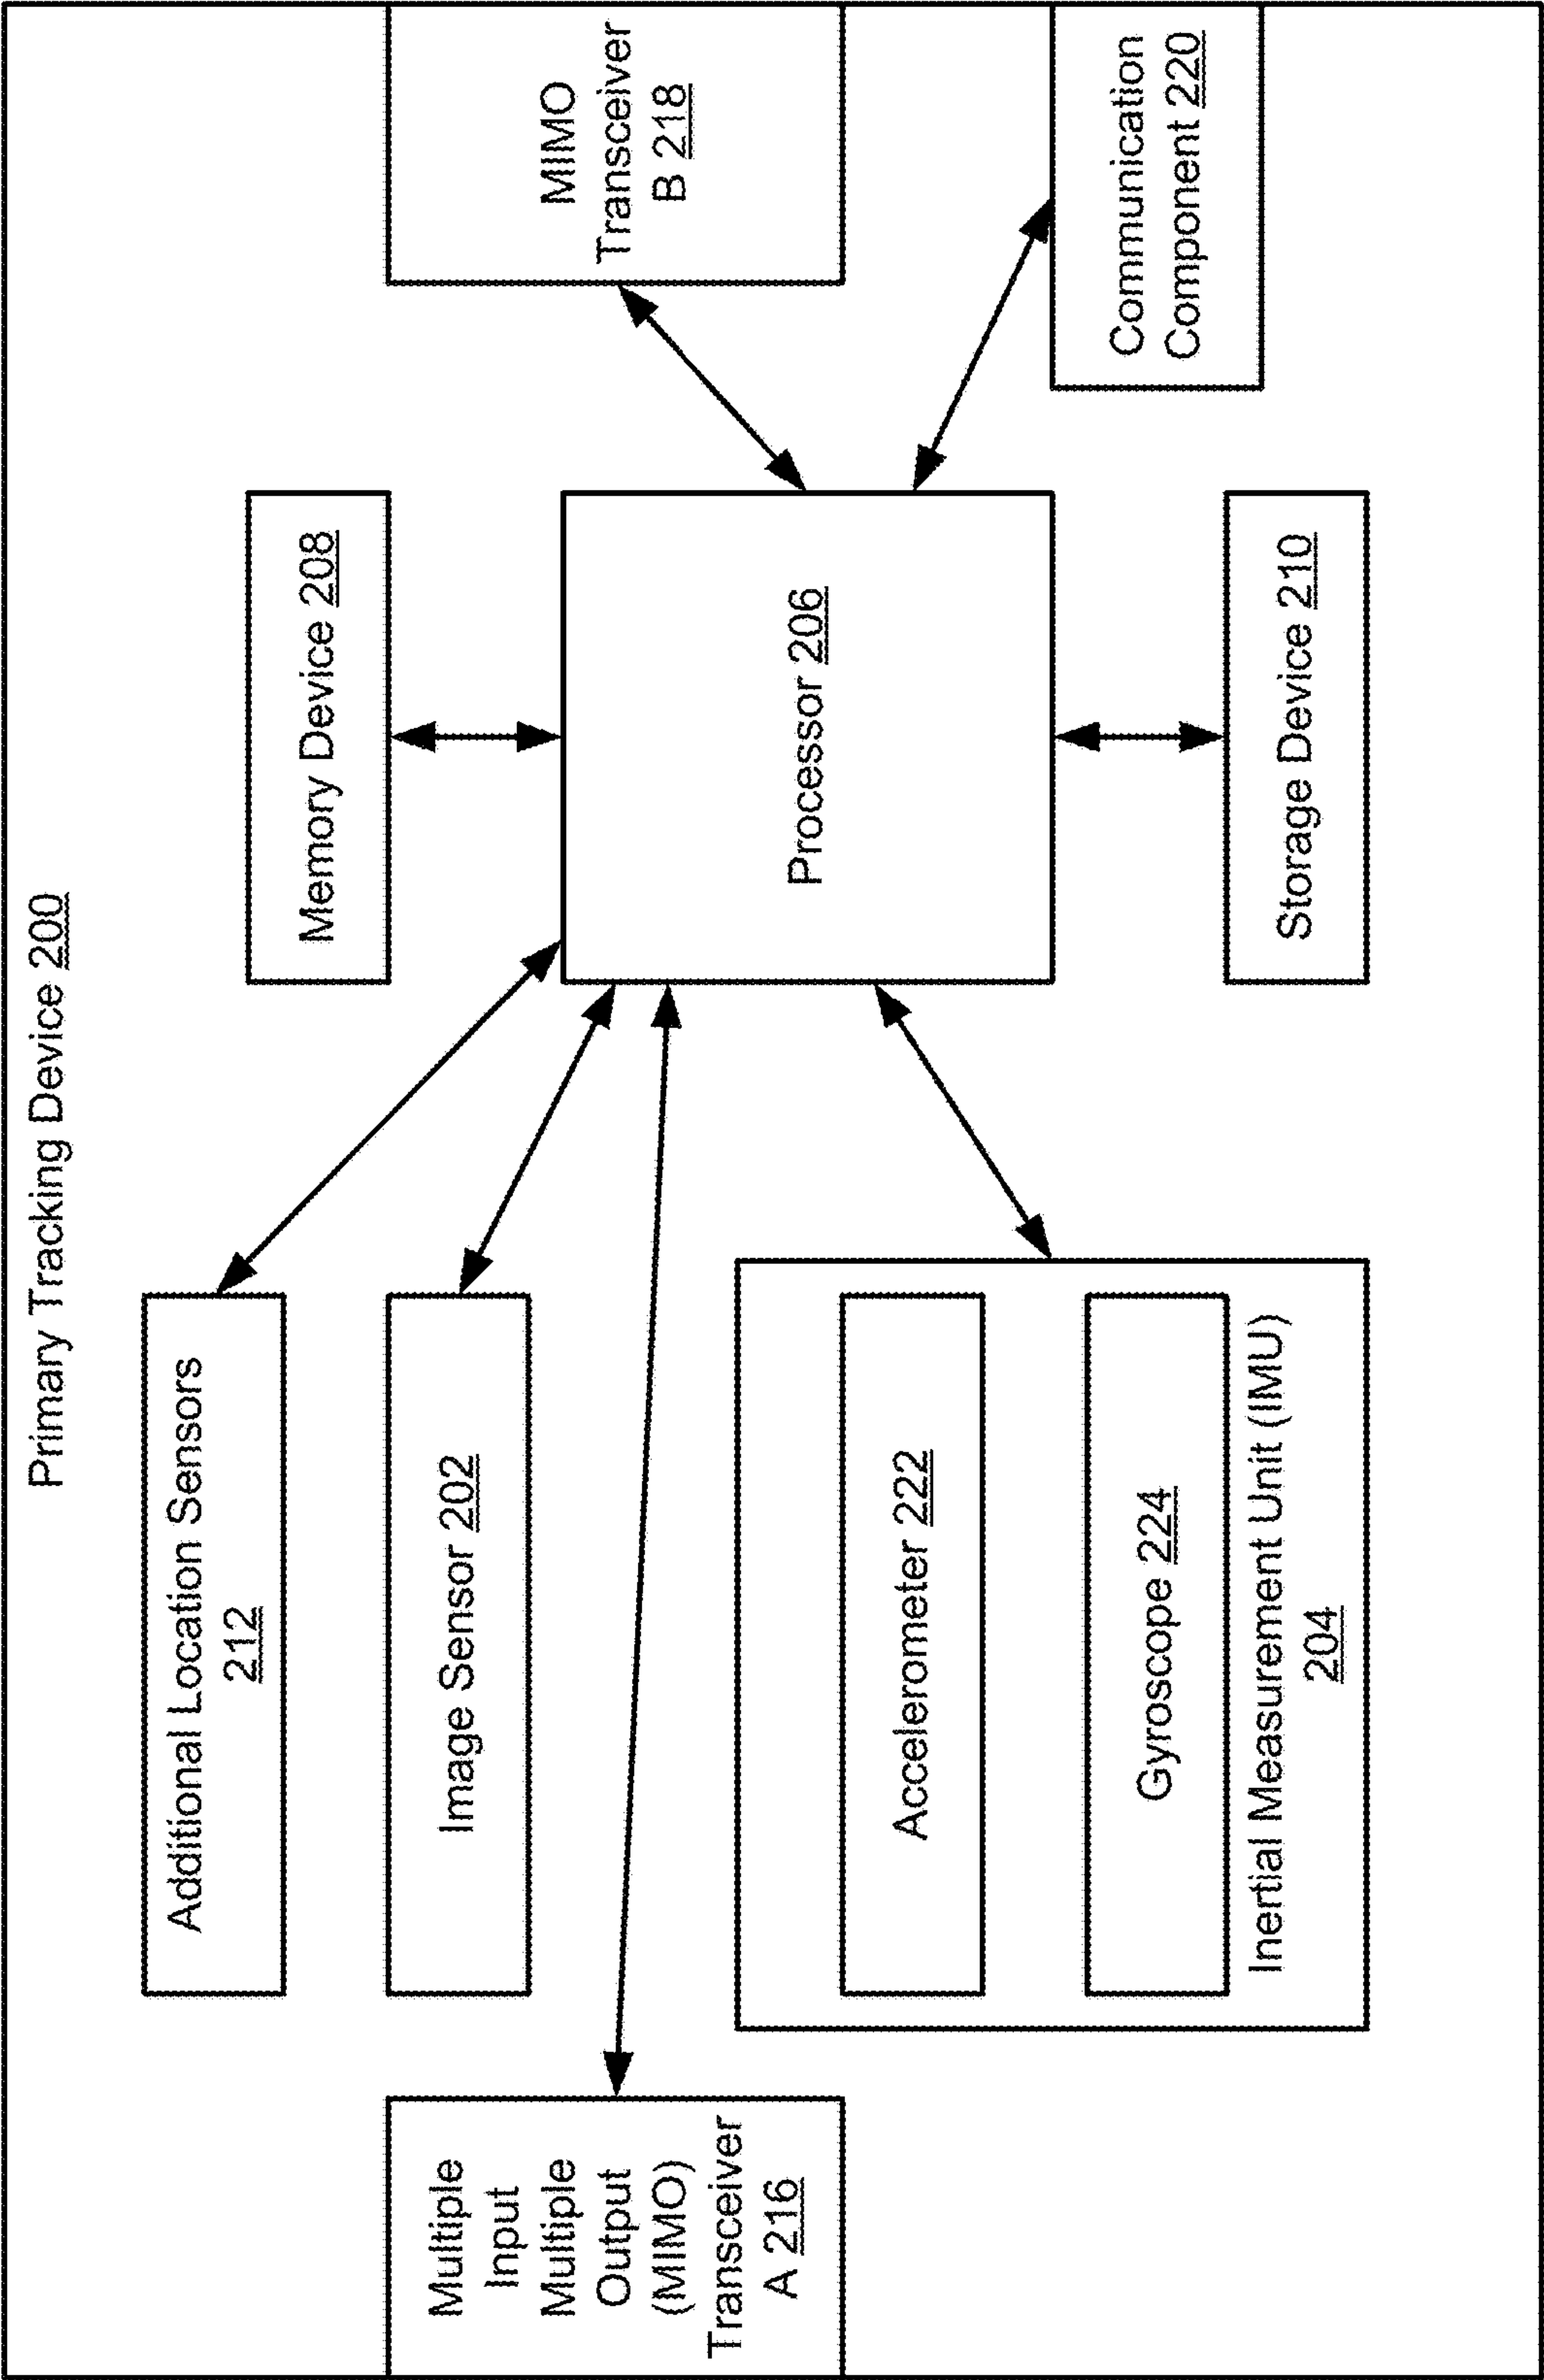 Primary Tracking Device 200
Additional Location Sensors
212
Memory Device 208
Multiple
Input
Multiple
Output
(MIMO)
Transceiver
A 216
Image Sensor 202
MIMO
Transceiver
B 218
Processor 206
Accelerometer 222
Gyroscope 224
Inertial Measurement Unit (IMU)
204
Communication
Component 220
Storage Device 210